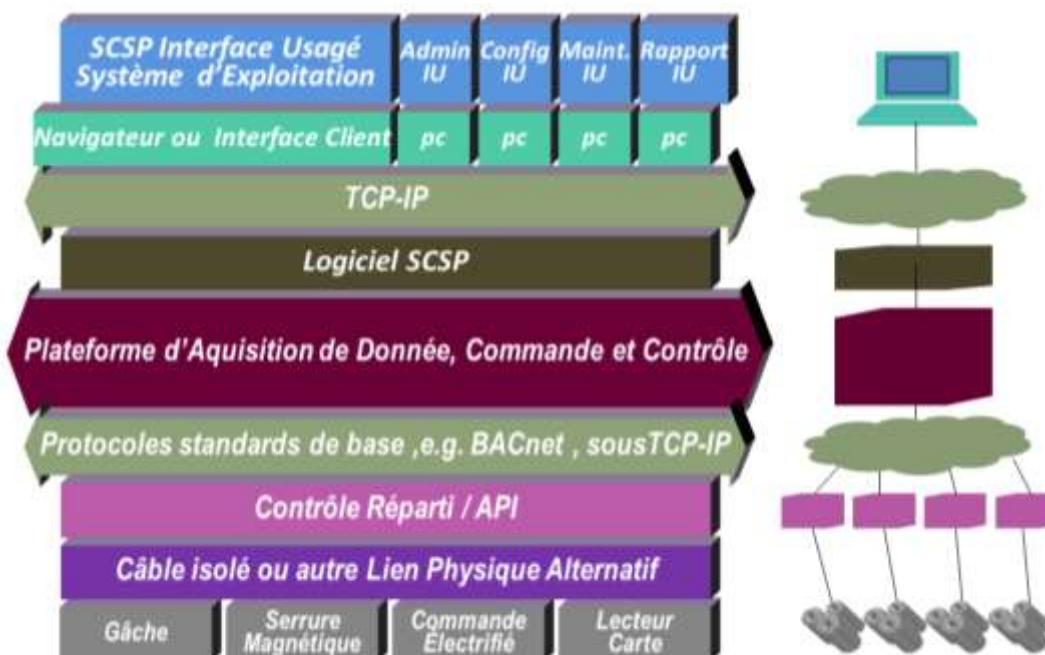 SCSP Interface Usagé
Système d'Exploitation
Admin
IU
Config
IU
Maint.
IU
Rapport
IU
Navigateur ou Interface Client
pc
pc
pc
pc
TCP-IP
Logiciel SCSP
Plateforme d'Aquisition de Donnée, Commande et Contrôle
Protocoles standards de base ,e.g. BACnet , sousTCP-IP
Contrôle Réparti / API
Câble isolé ou autre Lien Physique Alternatif
Gâche
Serrure
Magnétique
Commande
Électrifié
Lecteur
Carte